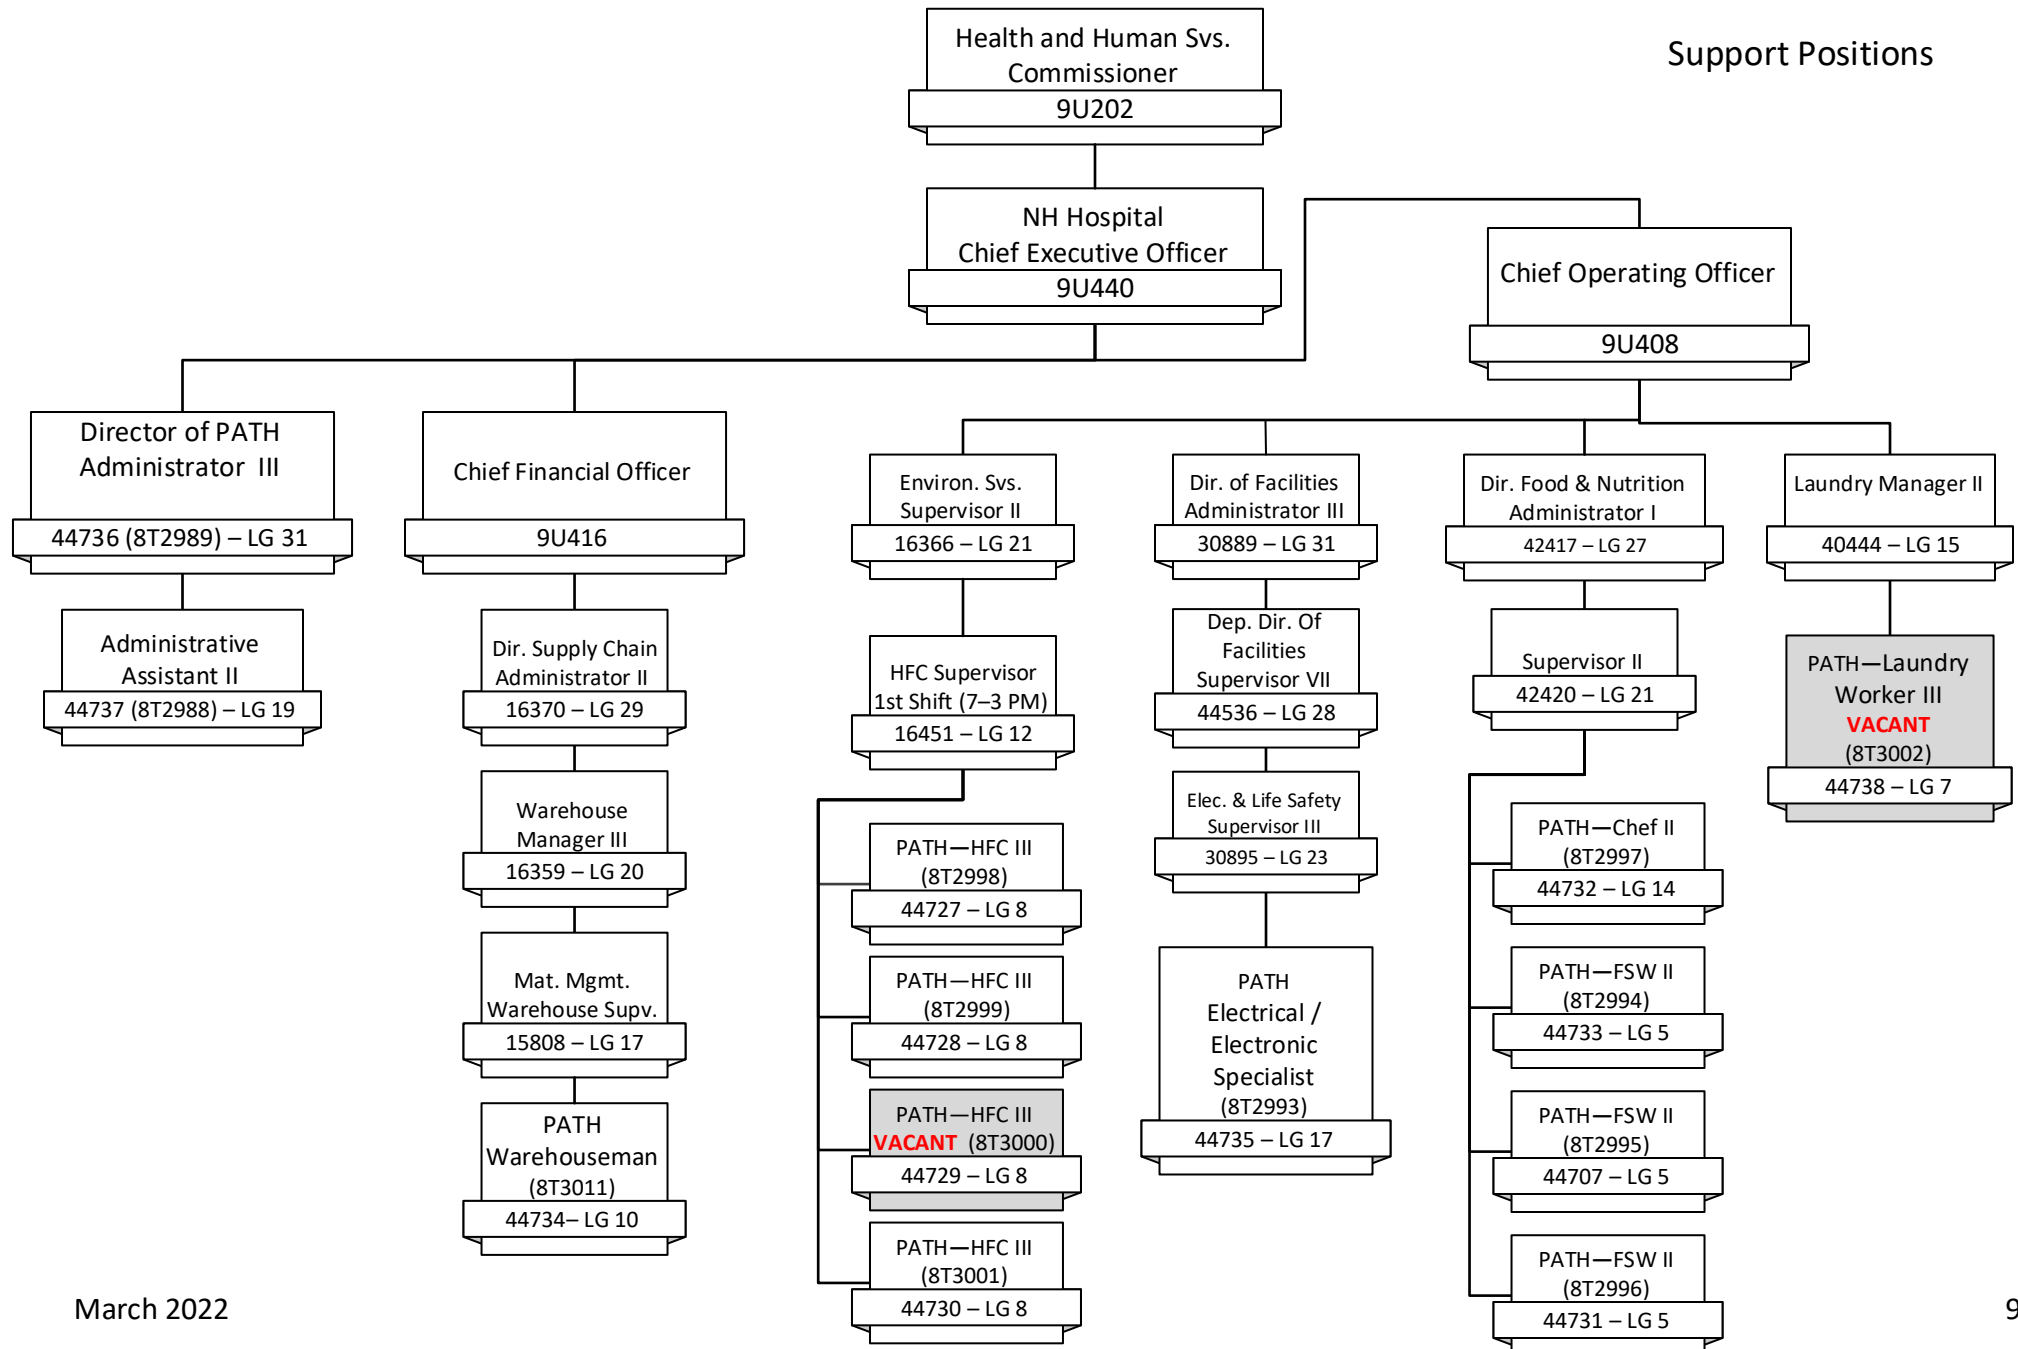 Support Positions
Health and Human Svs.
Commissioner
9U202
NH Hospital
Chief Executive Officer
9U440
Chief Operating Officer
9U408
Director of PATH
Administrator  III
44736 (8T2989) – LG 31
Administrative
Assistant II
44737 (8T2988) – LG 19
Chief Financial Officer
9U416
Dir. Supply Chain
Administrator II
16370 – LG 29
Warehouse
Manager III
16359 – LG 20
Mat. Mgmt.
Warehouse Supv.
15808 – LG 17
PATH
Warehouseman
(8T3011)
44734– LG 10
Environ. Svs.
Supervisor II
16366 – LG 21
HFC Supervisor
1st Shift (7–3 PM)
16451 – LG 12
PATH—HFC III
(8T2998)
44727 – LG 8
PATH—HFC III
(8T2999)
44728 – LG 8
PATH—HFC III
VACANT  (8T3000)
44729 – LG 8
PATH—HFC III
(8T3001)
44730 – LG 8
Dir. of Facilities
Administrator III
30889 – LG 31
Dep. Dir. Of
Facilities
Supervisor VII
44536 – LG 28
Elec. & Life Safety
Supervisor III
30895 – LG 23
PATH
Electrical /
Electronic
Specialist
(8T2993)
44735 – LG 17
Dir. Food & Nutrition
Administrator I
42417 – LG 27
Supervisor II
42420 – LG 21
PATH—Chef II
(8T2997)
44732 – LG 14
PATH—FSW II
(8T2994)
44733 – LG 5
PATH—FSW II
(8T2995)
44707 – LG 5
PATH—FSW II
(8T2996)
44731 – LG 5
Laundry Manager II
40444 – LG 15
PATH—Laundry
Worker III
VACANT
(8T3002)
44738 – LG 7
March 2022
9